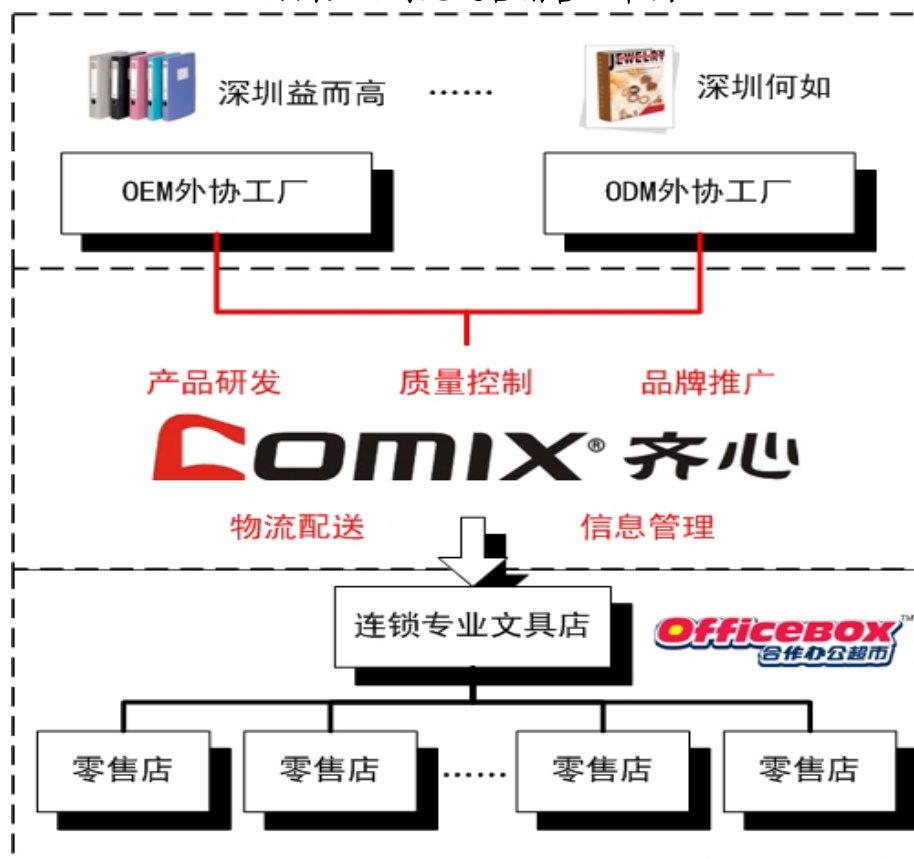 深圳益而高 …… 深圳何如
JEWELRY
OEM外协工厂 ODM外协工厂
产品研发 质量控制 品牌推广
COMIX® 齐心
物流配送 信息管理
连锁专业文具店
OFFICEBOX™
合作办公超市
零售店 零售店 …… 零售店 零售店